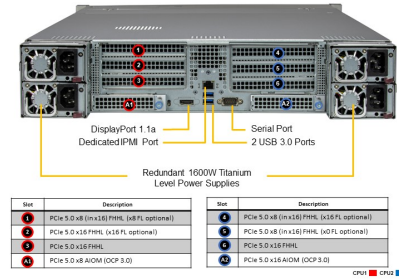 1
2
3
4
5
6
A1
A2
DisplayPort 1.1a
Serial Port
Dedicated IPMI Port
2 USB 3.0 Ports
Redundant 1600W Titanium
Level Power Supplies
Slot Description
1 PCIe 5.0 x8 (in x16) FHHL (x8 FL optional)
2 PCIe 5.0 x16 FHHL (x16 FL optional)
3 PCIe 5.0 x16 FHHL
A1 PCIe 5.0 x8 AIOM (OCP 3.0)
Slot Description
4 PCIe 5.0 x8 (in x16) FHHL (x16 FL optional)
5 PCIe 5.0 x8 (in x16) FHHL (x0 FL optional)
6 PCIe 5.0 x16 FHHL
A2 PCIe 5.0 x16 AIOM (OCP 3.0)
CPU1 CPU2